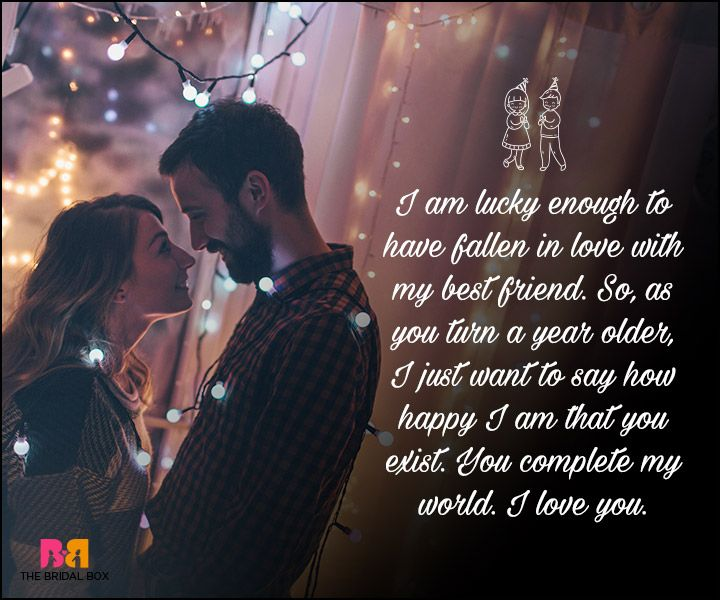 I am lucky enough to
have fallen in love with
my best friend. So, as
you turn a year older,
I just want to say how
happy I am that you
exist. You complete my
world. I love you.
BB
THE BRIDAL BOX